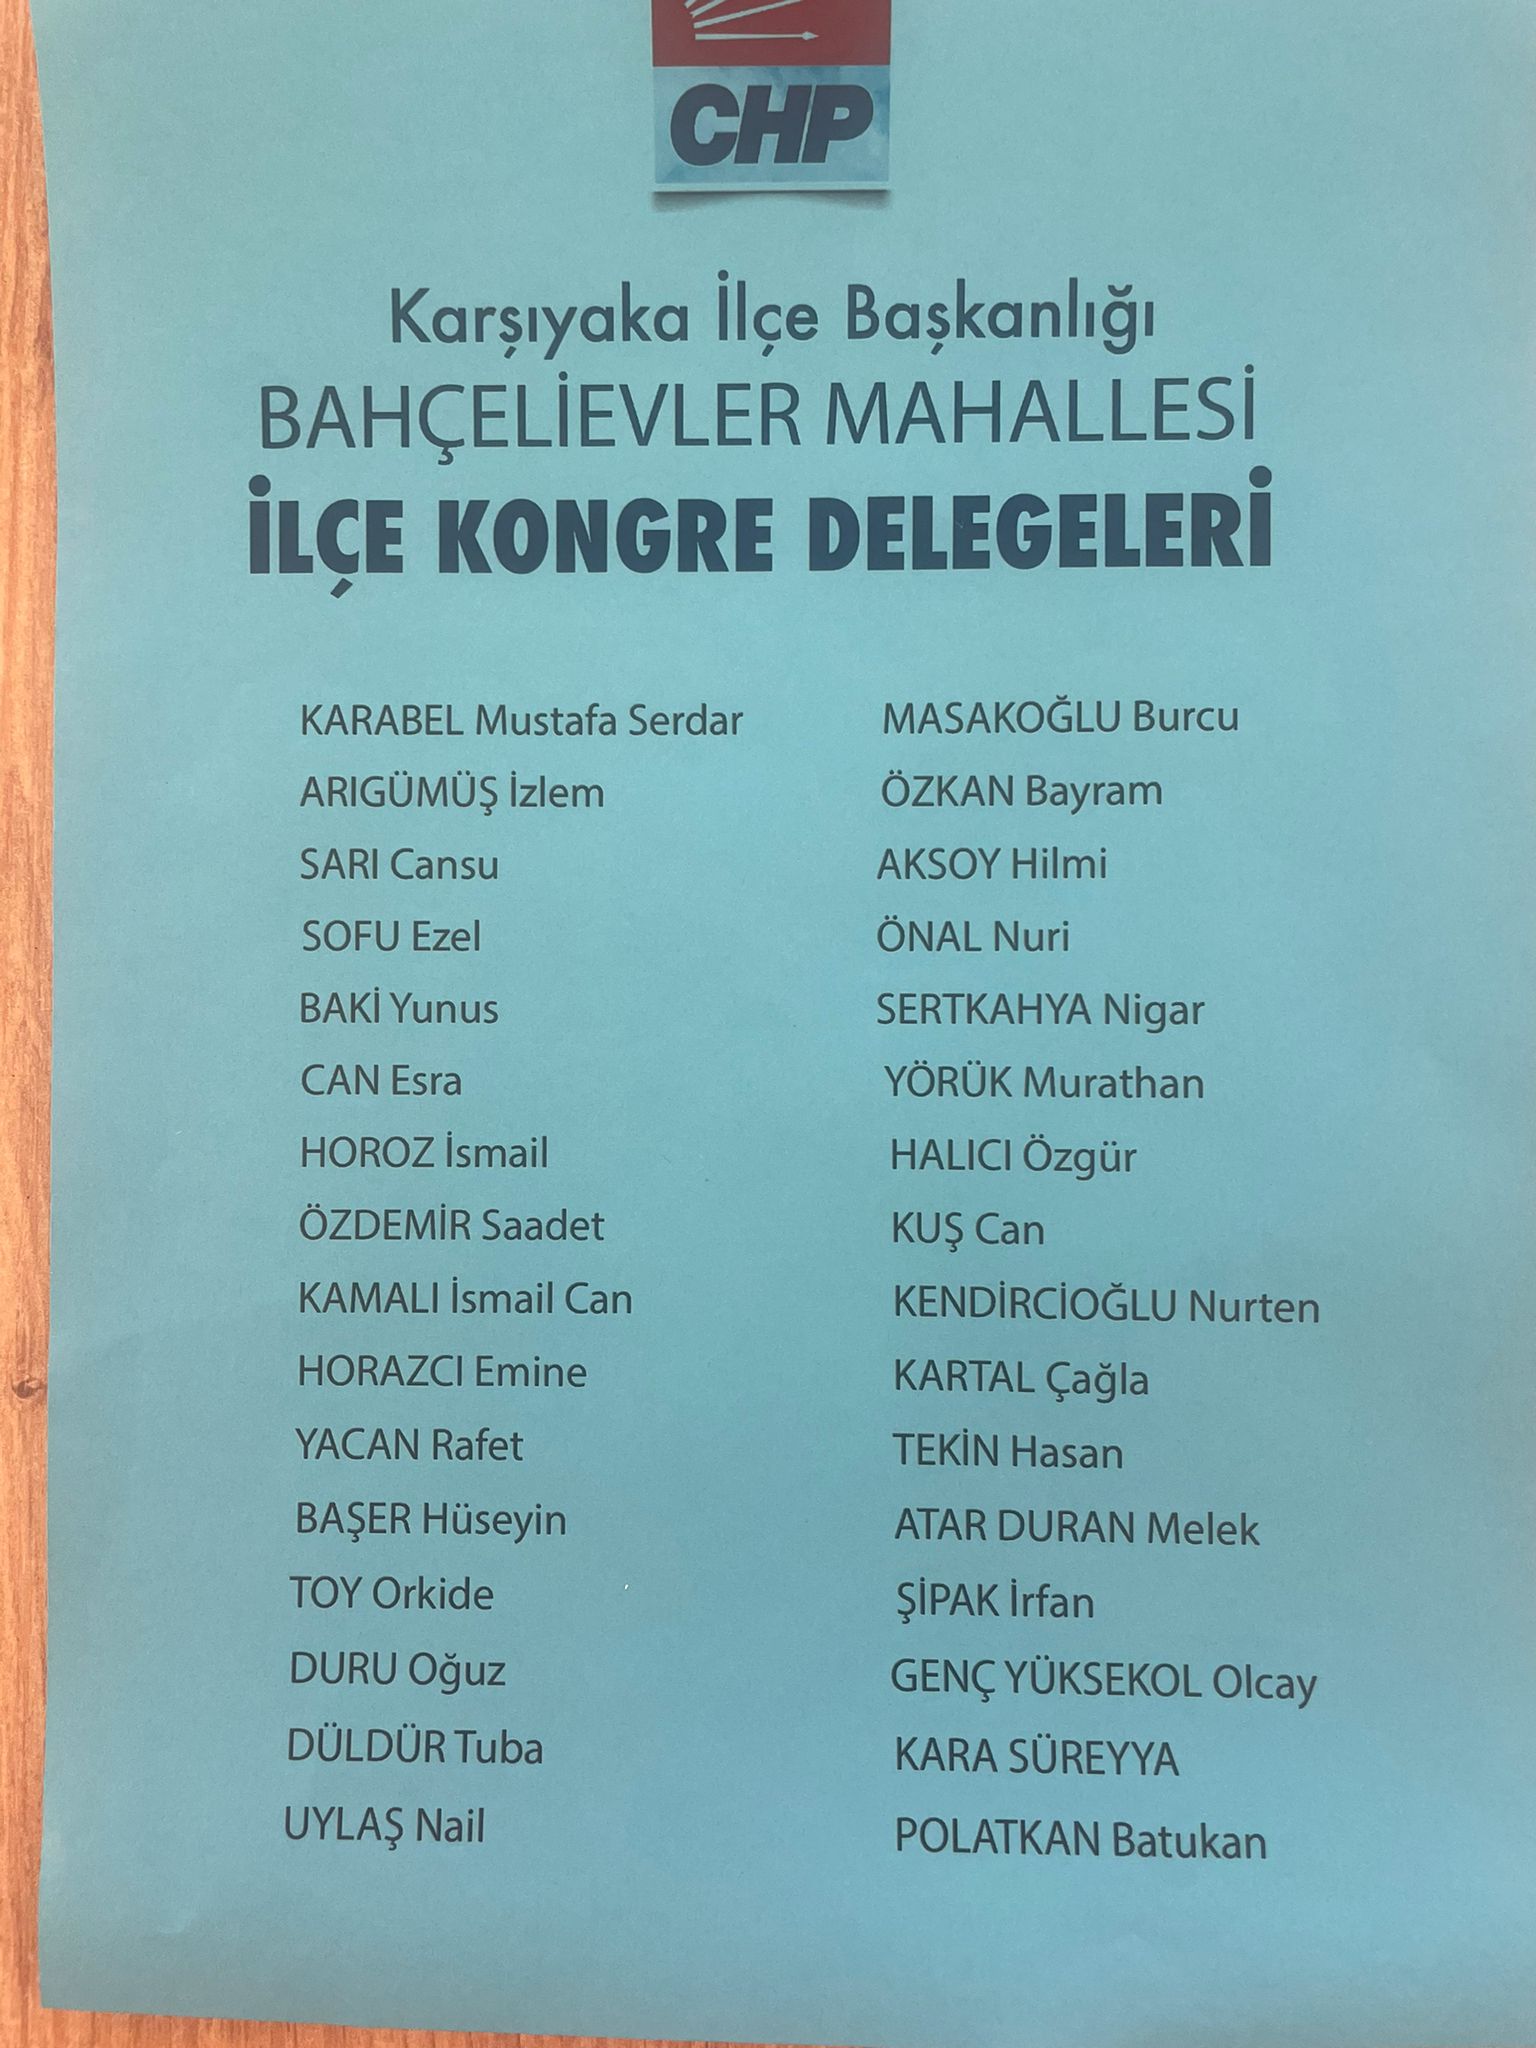 CHP
Karşıyaka İlçe Başkanlığı
BAHÇELİEVLER MAHALLESİ
İLÇE KONGRE DELEGELERİ
KARABEL Mustafa Serdar
ARIGÜMÜŞ İzlem
SARI Cansu
SOFU Ezel
BAKİ Yunus
CAN Esra
HOROZ İsmail
ÖZDEMİR Saadet
KAMALI İsmail Can
HORAZCI Emine
YACAN Rafet
BAŞER Hüseyin
TOY Orkide
DURU Oğuz
DÜLDÜR Tuba
UYLAŞ Nail
MASAKOĞLU Burcu
ÖZKAN Bayram
AKSOY Hilmi
ÖNAL Nuri
SERTKAHYA Nigar
YÖRÜK Murathan
HALICI Özgür
KUŞ Can
KENDİRCİOĞLU Nurten
KARTAL Çağla
TEKİN Hasan
ATAR DURAN Melek
ŞİPAK İrfan
GENÇ YÜKSEKOL Olcay
KARA SÜREYYA
POLATKAN Batukan